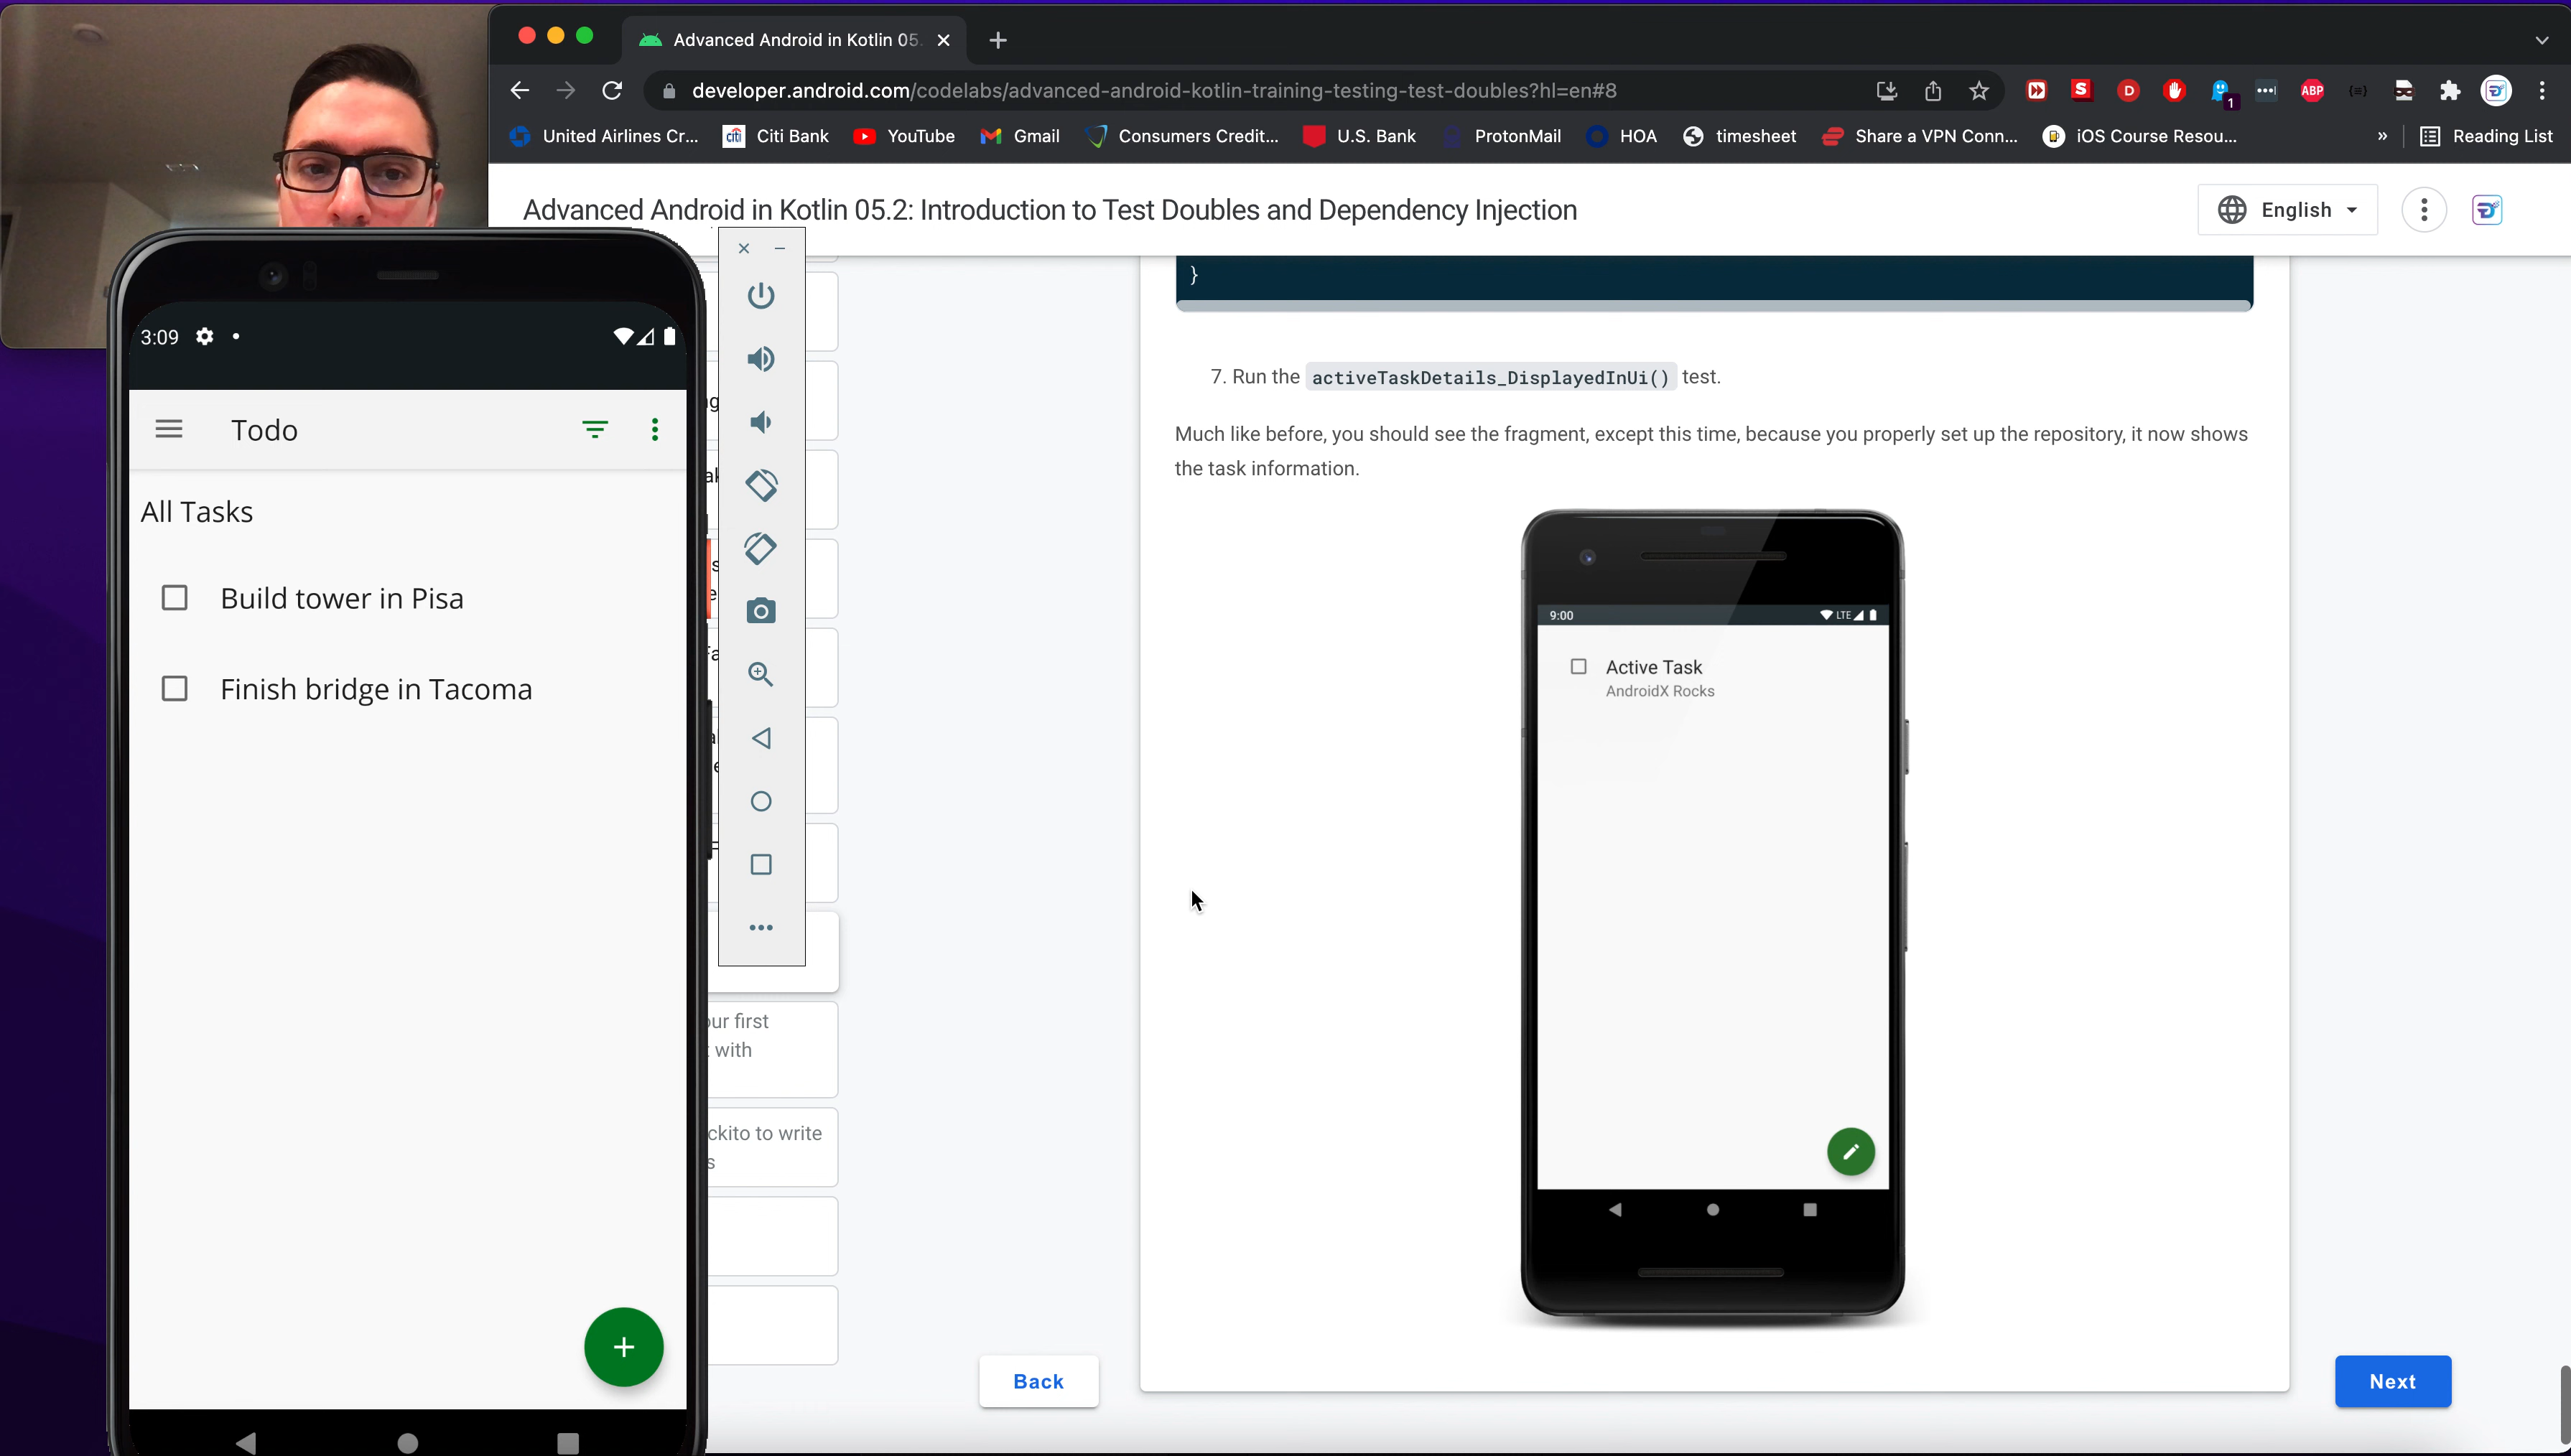 Advanced Android in Kotlin 05.
developer.android.com/codelabs/advanced-android-kotlin-training-testing-test-doubles?hl=en#8
S
D
1
ABP
United Airlines Cr...
citi
Citi Bank
YouTube
Gmail
Consumers Credit...
U.S. Bank
ProtonMail
HOA
timesheet
Share a VPN Conn...
iOS Course Resou...
»
Reading List
Advanced Android in Kotlin 05.2: Introduction to Test Doubles and Dependency Injection
English
3:09
Todo
All Tasks
Build tower in Pisa
Finish bridge in Tacoma
our first
with
ckito to write
s
}
7. Run the activeTaskDetails_DisplayedInUi() test.
Much like before, you should see the fragment, except this time, because you properly set up the repository, it now shows
the task information.
9:00
LTE
Active Task
AndroidX Rocks
Back
Next